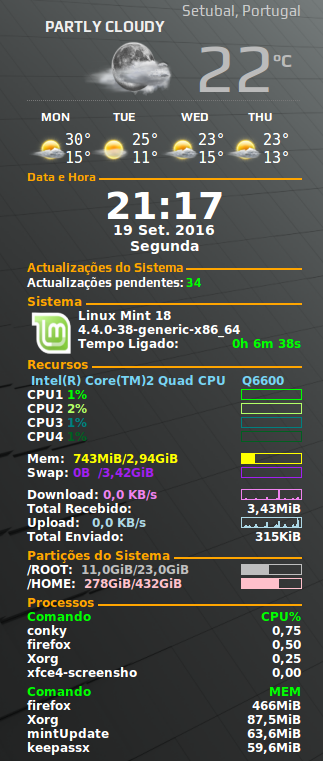 Setubal, Portugal
PARTLY CLOUDY
22°C
MON TUE WED THU
30° 25° 23° 23°
15° 11° 15° 13°
Data e Hora
21:17
19 Set. 2016
Segunda
Actualizações do Sistema
Actualizações pendentes: 34
Sistema
Linux Mint 18
4.4.0-38-generic-x86_64
Tempo Ligado: 0h 6m 38s
Recursos
Intel(R) Core(TM)2 Quad CPU Q6600
CPU1 1%
CPU2 2%
CPU3 1%
CPU4 1%
Mem: 743MiB/2,94GiB
Swap: 0B /3,42GiB
Download: 0,0 KB/s
Total Recebido: 3,43MiB
Upload: 0,0 KB/s
Total Enviado: 315KiB
Partições do Sistema
/ROOT: 11,0GiB/23,0GiB
/HOME: 278GiB/432GiB
Processos
Comando CPU%
conky 0,75
firefox 0,50
Xorg 0,25
xfce4-screensho 0,00
Comando MEM
firefox 466MiB
Xorg 87,5MiB
mintUpdate 63,6MiB
keepassx 59,6MiB